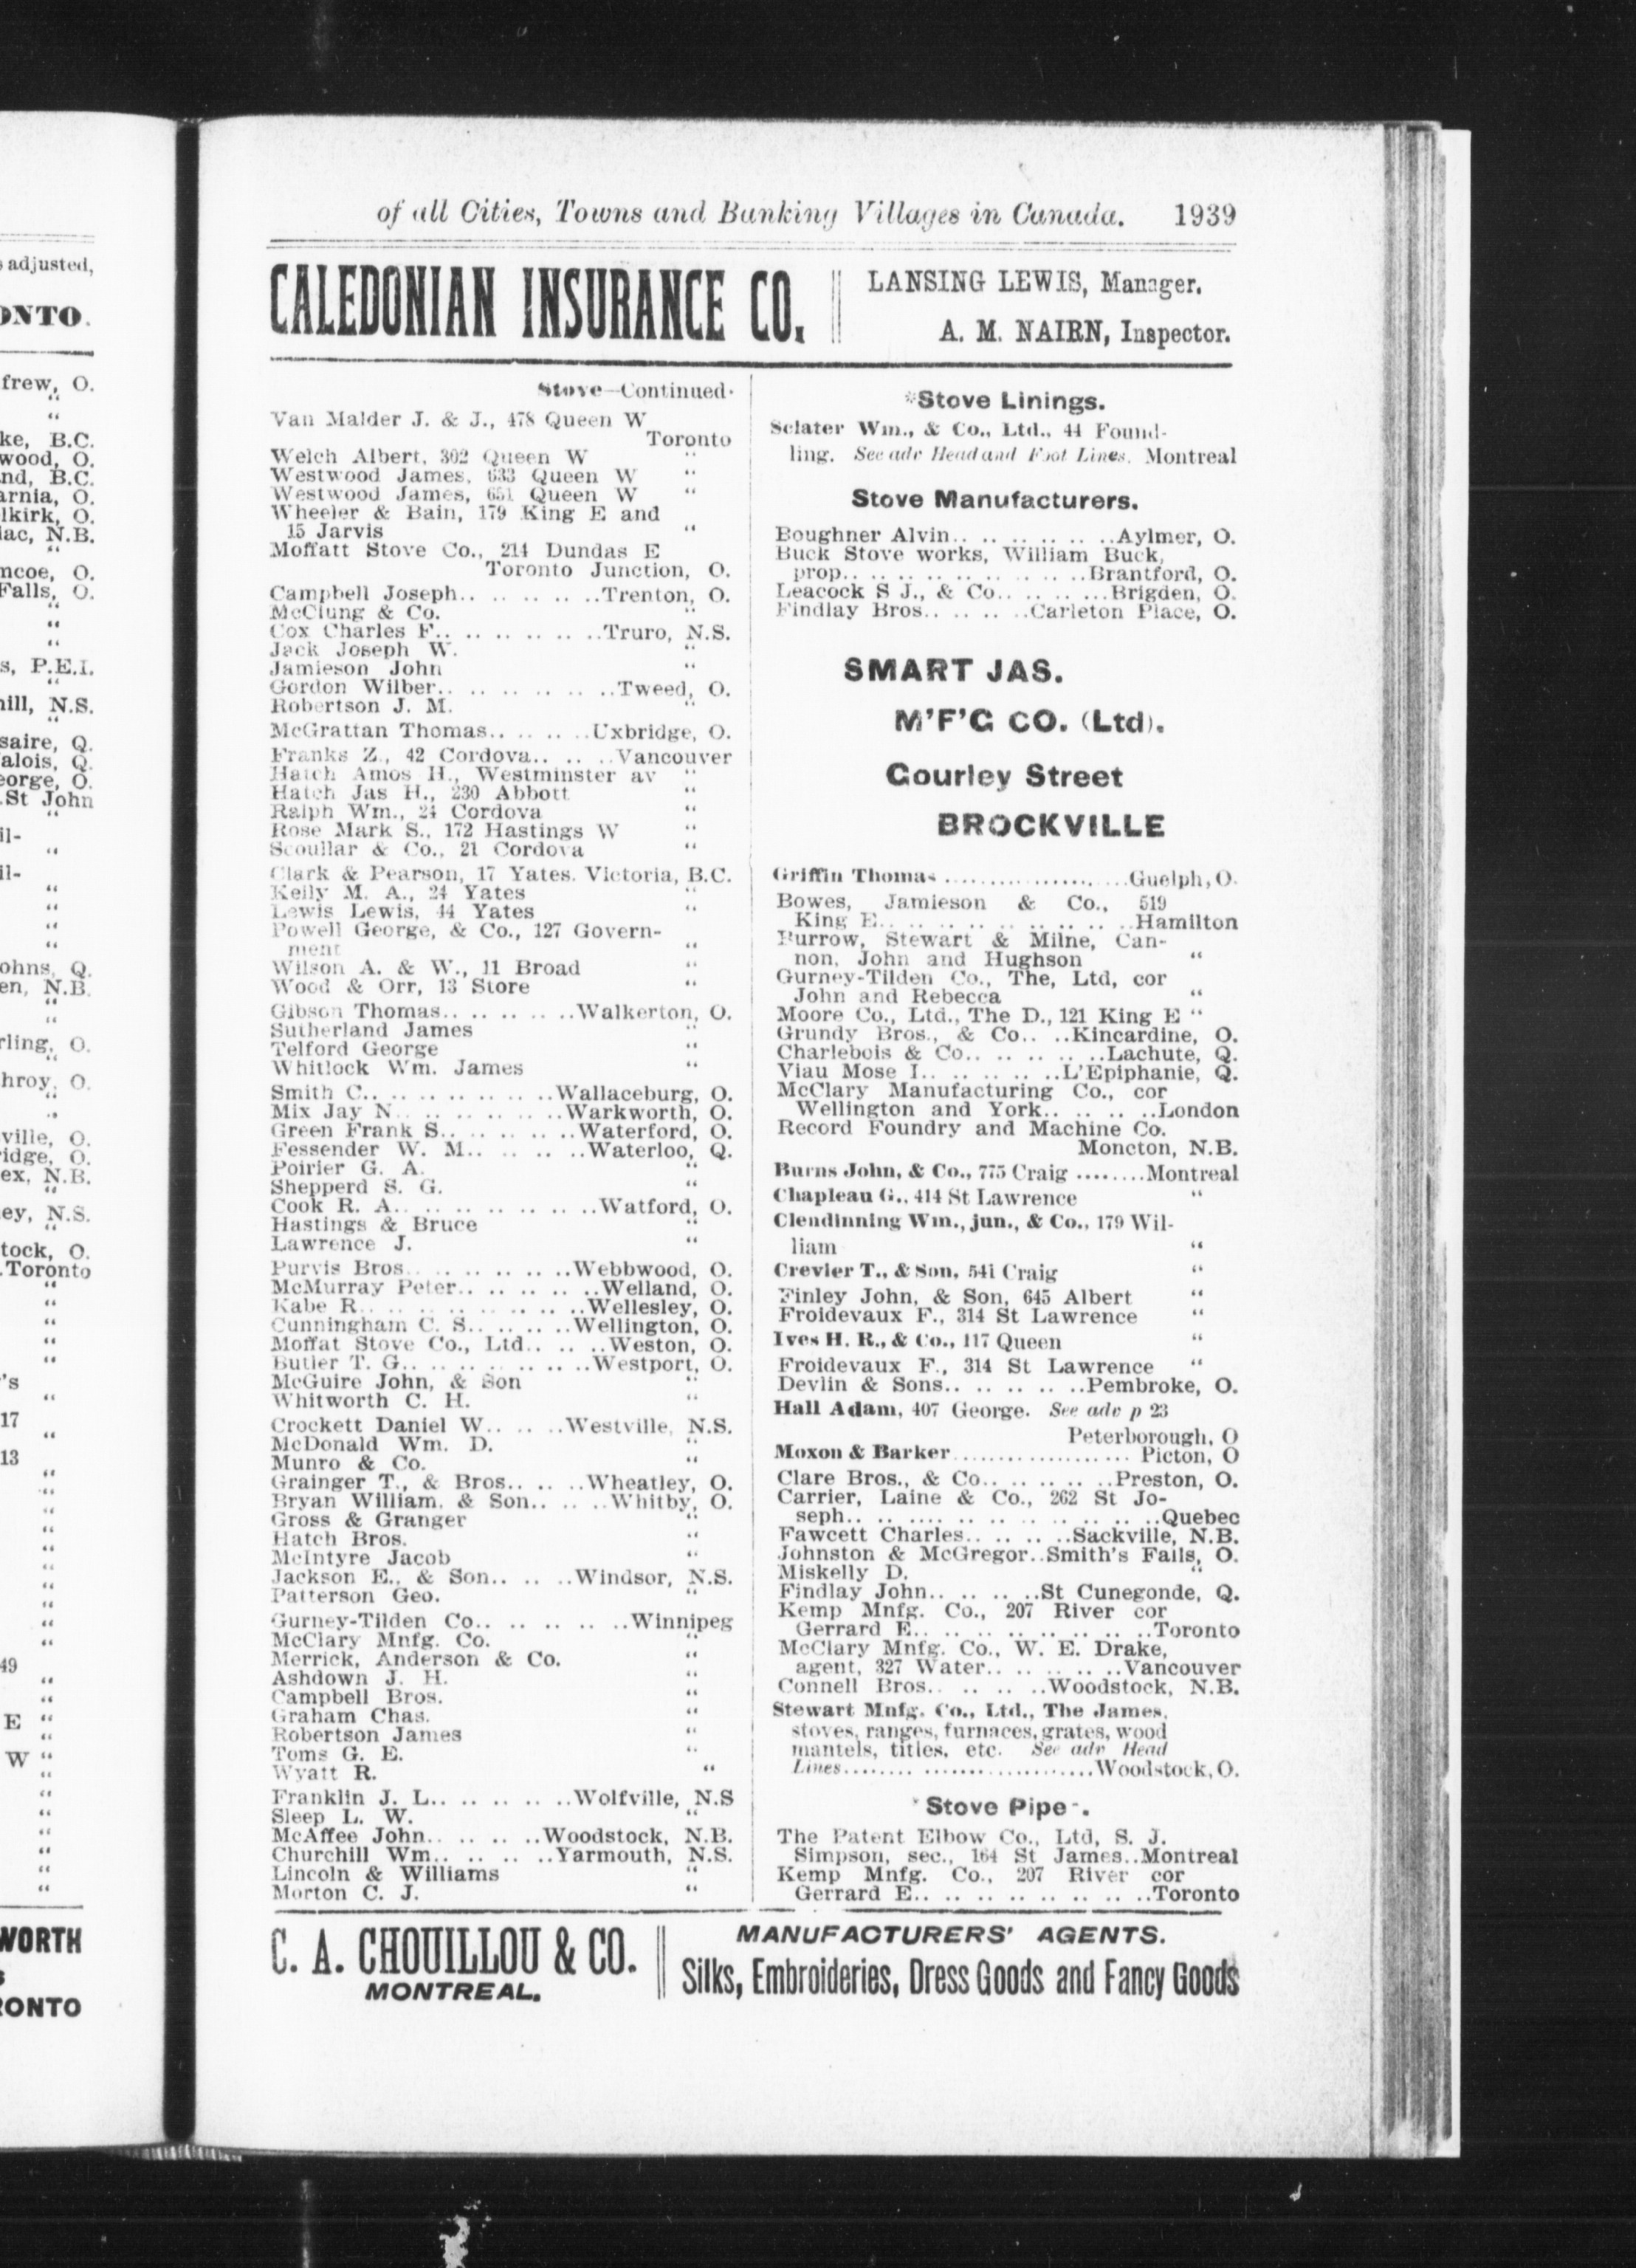 of all Cities, Towns and Banking Villages in Canada. 1939
CALEDONIAN INSURANCE CO.
LANSING LEWIS, Manager.
A. M. NAIRN, Inspector.
Stove—Continued.
Van Malder J. & J., 478 Queen W
Toronto
Welch Albert, 302 Queen W "
Westwood James, 633 Queen W "
Westwood James, 651 Queen W "
Wheeler & Bain, 179 King E and
15 Jarvis "
Moffatt Stove Co., 214 Dundas E
Toronto Junction, O.
Campbell Joseph.. .. .. .. ..Trenton, O.
McClung & Co. "
Cox Charles F.. .. .. .. .. ..Truro, N.S.
Jack Joseph W. "
Jamieson John "
Gordon Wilber.. .. .. .. .. ..Tweed, O.
Robertson J. M. "
McGrattan Thomas.. .. .. ..Uxbridge, O.
Franks Z., 42 Cordova.. .. ..Vancouver
Hatch Amos H., Westminster av "
Hatch Jas H., 230 Abbott "
Ralph Wm., 24 Cordova "
Rose Mark S., 172 Hastings W "
Scoullar & Co., 21 Cordova "
Clark & Pearson, 17 Yates. Victoria, B.C.
Kelly M. A., 24 Yates "
Lewis Lewis, 44 Yates "
Powell George, & Co., 127 Govern-
ment "
Wilson A. & W., 11 Broad "
Wood & Orr, 13 Store "
Gibson Thomas.. .. .. .. ..Walkerton, O.
Sutherland James "
Telford George "
Whitlock Wm. James "
Smith C.. .. .. .. .. .. ..Wallaceburg, O.
Mix Jay N.. .. .. .. .. ..Warkworth, O.
Green Frank S.. .. .. .. ..Waterford, O.
Fessender W. M.. .. .. .. ..Waterloo, Q.
Poirier G. A. "
Shepperd S. G. "
Cook R. A.. .. .. .. .. .. ..Watford, O.
Hastings & Bruce "
Lawrence J. "
Purvis Bros.. .. .. .. .. ..Webbwood, O.
McMurray Peter.. .. .. .. ..Welland, O.
Kabe R.. .. .. .. .. .. .. ..Wellesley, O.
Cunningham C. S.. .. .. ..Wellington, O.
Moffat Stove Co., Ltd.. .. ..Weston, O.
Butler T. G.. .. .. .. .. .. ..Westport, O.
McGuire John, & Son "
Whitworth C. H. "
Crockett Daniel W.. .. ..Westville, N.S.
McDonald Wm. D. "
Munro & Co. "
Grainger T., & Bros.. .. ..Wheatley, O.
Bryan William. & Son.. .. ..Whitby, O.
Gross & Granger "
Hatch Bros. "
McIntyre Jacob "
Jackson E., & Son.. .. ..Windsor, N.S.
Patterson Geo. "
Gurney-Tilden Co.. .. .. .. ..Winnipeg
McClary Mnfg. Co. "
Merrick, Anderson & Co. "
Ashdown J. H. "
Campbell Bros. "
Graham Chas. "
Robertson James "
Toms G. E. "
Wyatt R. "
Franklin J. L.. .. .. .. ..Wolfville, N.S
Sleep L. W. "
McAffee John.. .. .. ..Woodstock, N.B.
Churchill Wm.. .. .. .. ..Yarmouth, N.S.
Lincoln & Williams "
Morton C. J. "
*Stove Linings.
Sclater Wm., & Co., Ltd., 44 Found-
ling. See adv Head and Foot Lines. Montreal
Stove Manufacturers.
Boughner Alvin.. .. .. .. .. ..Aylmer, O.
Buck Stove works, William Buck,
prop.. .. .. .. .. .. .. ..Brantford, O.
Leacock S J., & Co.. .. .. ...Brigden, O.
Findlay Bros.. .. .. ..Carleton Place, O.
SMART JAS.
M'F'G CO. (Ltd).
Gourley Street
BROCKVILLE
Griffin Thomas ........................Guelph, O.
Bowes, Jamieson & Co., 519
King E.. .. .. .. .. .. .. .. ..Hamilton
Burrow, Stewart & Milne, Can-
non, John and Hughson "
Gurney-Tilden Co., The, Ltd, cor
John and Rebecca "
Moore Co., Ltd., The D., 121 King E "
Grundy Bros., & Co.. ..Kincardine, O.
Charlebois & Co.. .. .. .. ..Lachute, Q.
Viau Mose I.. .. .. .. ..L'Epiphanie, Q.
McClary Manufacturing Co., cor
Wellington and York.. .. .. ..London
Record Foundry and Machine Co.
Moncton, N.B.
Burns John, & Co., 775 Craig ........Montreal
Chapleau G., 414 St Lawrence "
Clendinning Wm., jun., & Co., 179 Wil-
liam "
Crevier T., & Son, 541 Craig "
Finley John, & Son, 645 Albert "
Froidevaux F., 314 St Lawrence "
Ives H. R., & Co., 117 Queen "
Froidevaux F., 314 St Lawrence "
Devlin & Sons.. .. .. .. ..Pembroke, O.
Hall Adam, 407 George. See adv p 23
Peterborough, O
Moxon & Barker.................... Picton, O
Clare Bros., & Co.. .. .. .. ..Preston, O.
Carrier, Laine & Co., 262 St Jo-
seph.. .. .... .. .. .. .. .. ..Quebec
Fawcett Charles.. .. .. ..Sackville, N.B.
Johnston & McGregor..Smith's Falls, O.
Miskelly D. "
Findlay John.. .. .. ..St Cunegonde, Q.
Kemp Mnfg. Co., 207 River cor
Gerrard E.. .. .. .. .. .. .. ..Toronto
McClary Mnfg. Co., W. E. Drake,
agent, 327 Water.. .. .. .. ..Vancouver
Connell Bros.. .. .. .. ..Woodstock, N.B.
Stewart Mnfg. Co., Ltd., The James,
stoves, ranges, furnaces, grates, wood
mantels, titles, etc. See adv Head
Lines................................Woodstock, O.
*Stove Pipe-.
The Patent Elbow Co., Ltd, S. J.
Simpson, sec., 164 St James..Montreal
Kemp Mnfg. Co., 207 River cor
Gerrard E.. .. .. .. .. .. .. ..Toronto
C. A. CHOUILLOU & CO.
MONTREAL.
MANUFACTURERS' AGENTS.
Silks, Embroideries, Dress Goods and Fancy Goods